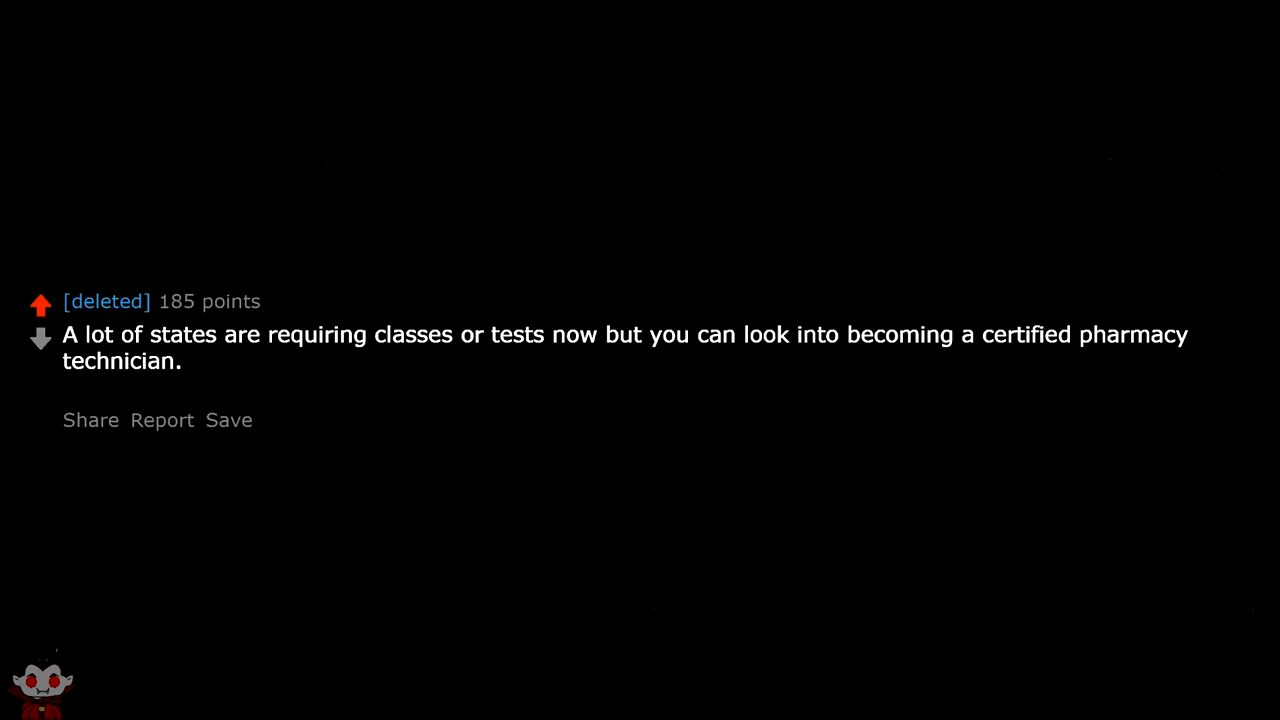 [deleted] 185 points
A lot of states are requiring classes or tests now but you can look into becoming a certified pharmacy
technician.
Share Report Save